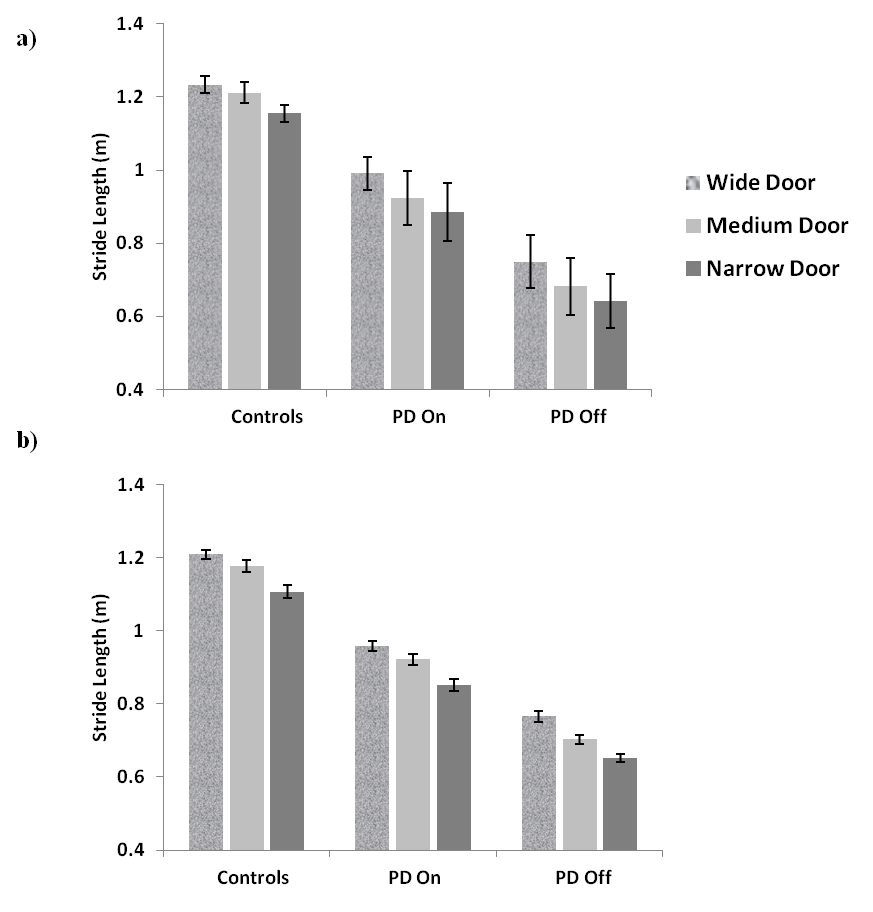 a)
Stride Length (m)
1.4
1.2
1
0.8
0.6
0.4
Controls PD On PD Off
Wide Door
Medium Door
Narrow Door
b)
Stride Length (m)
1.4
1.2
1
0.8
0.6
0.4
Controls PD On PD Off